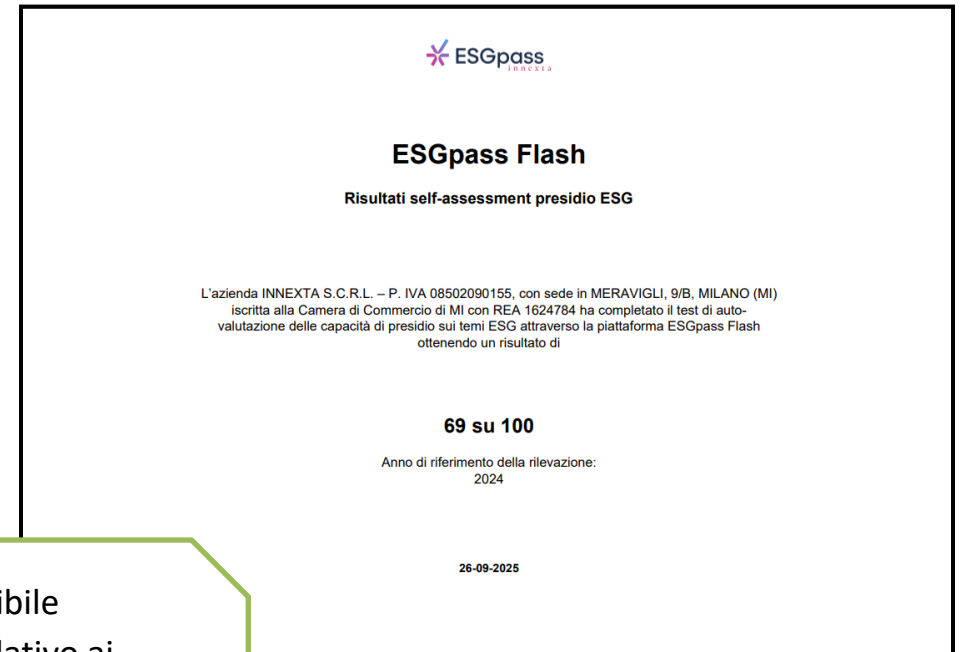 ESGpass
innexta
ESGpass Flash
Risultati self-assessment presidio ESG
L'azienda INNEXTA S.C.R.L. – P. IVA 08502090155, con sede in MERAVIGLI, 9/B, MILANO (MI)
iscritta alla Camera di Commercio di MI con REA 1624784 ha completato il test di auto-
valutazione delle capacità di presidio sui temi ESG attraverso la piattaforma ESGpass Flash
ottenendo un risultato di
69 su 100
Anno di riferimento della rilevazione:
2024
26-09-2025